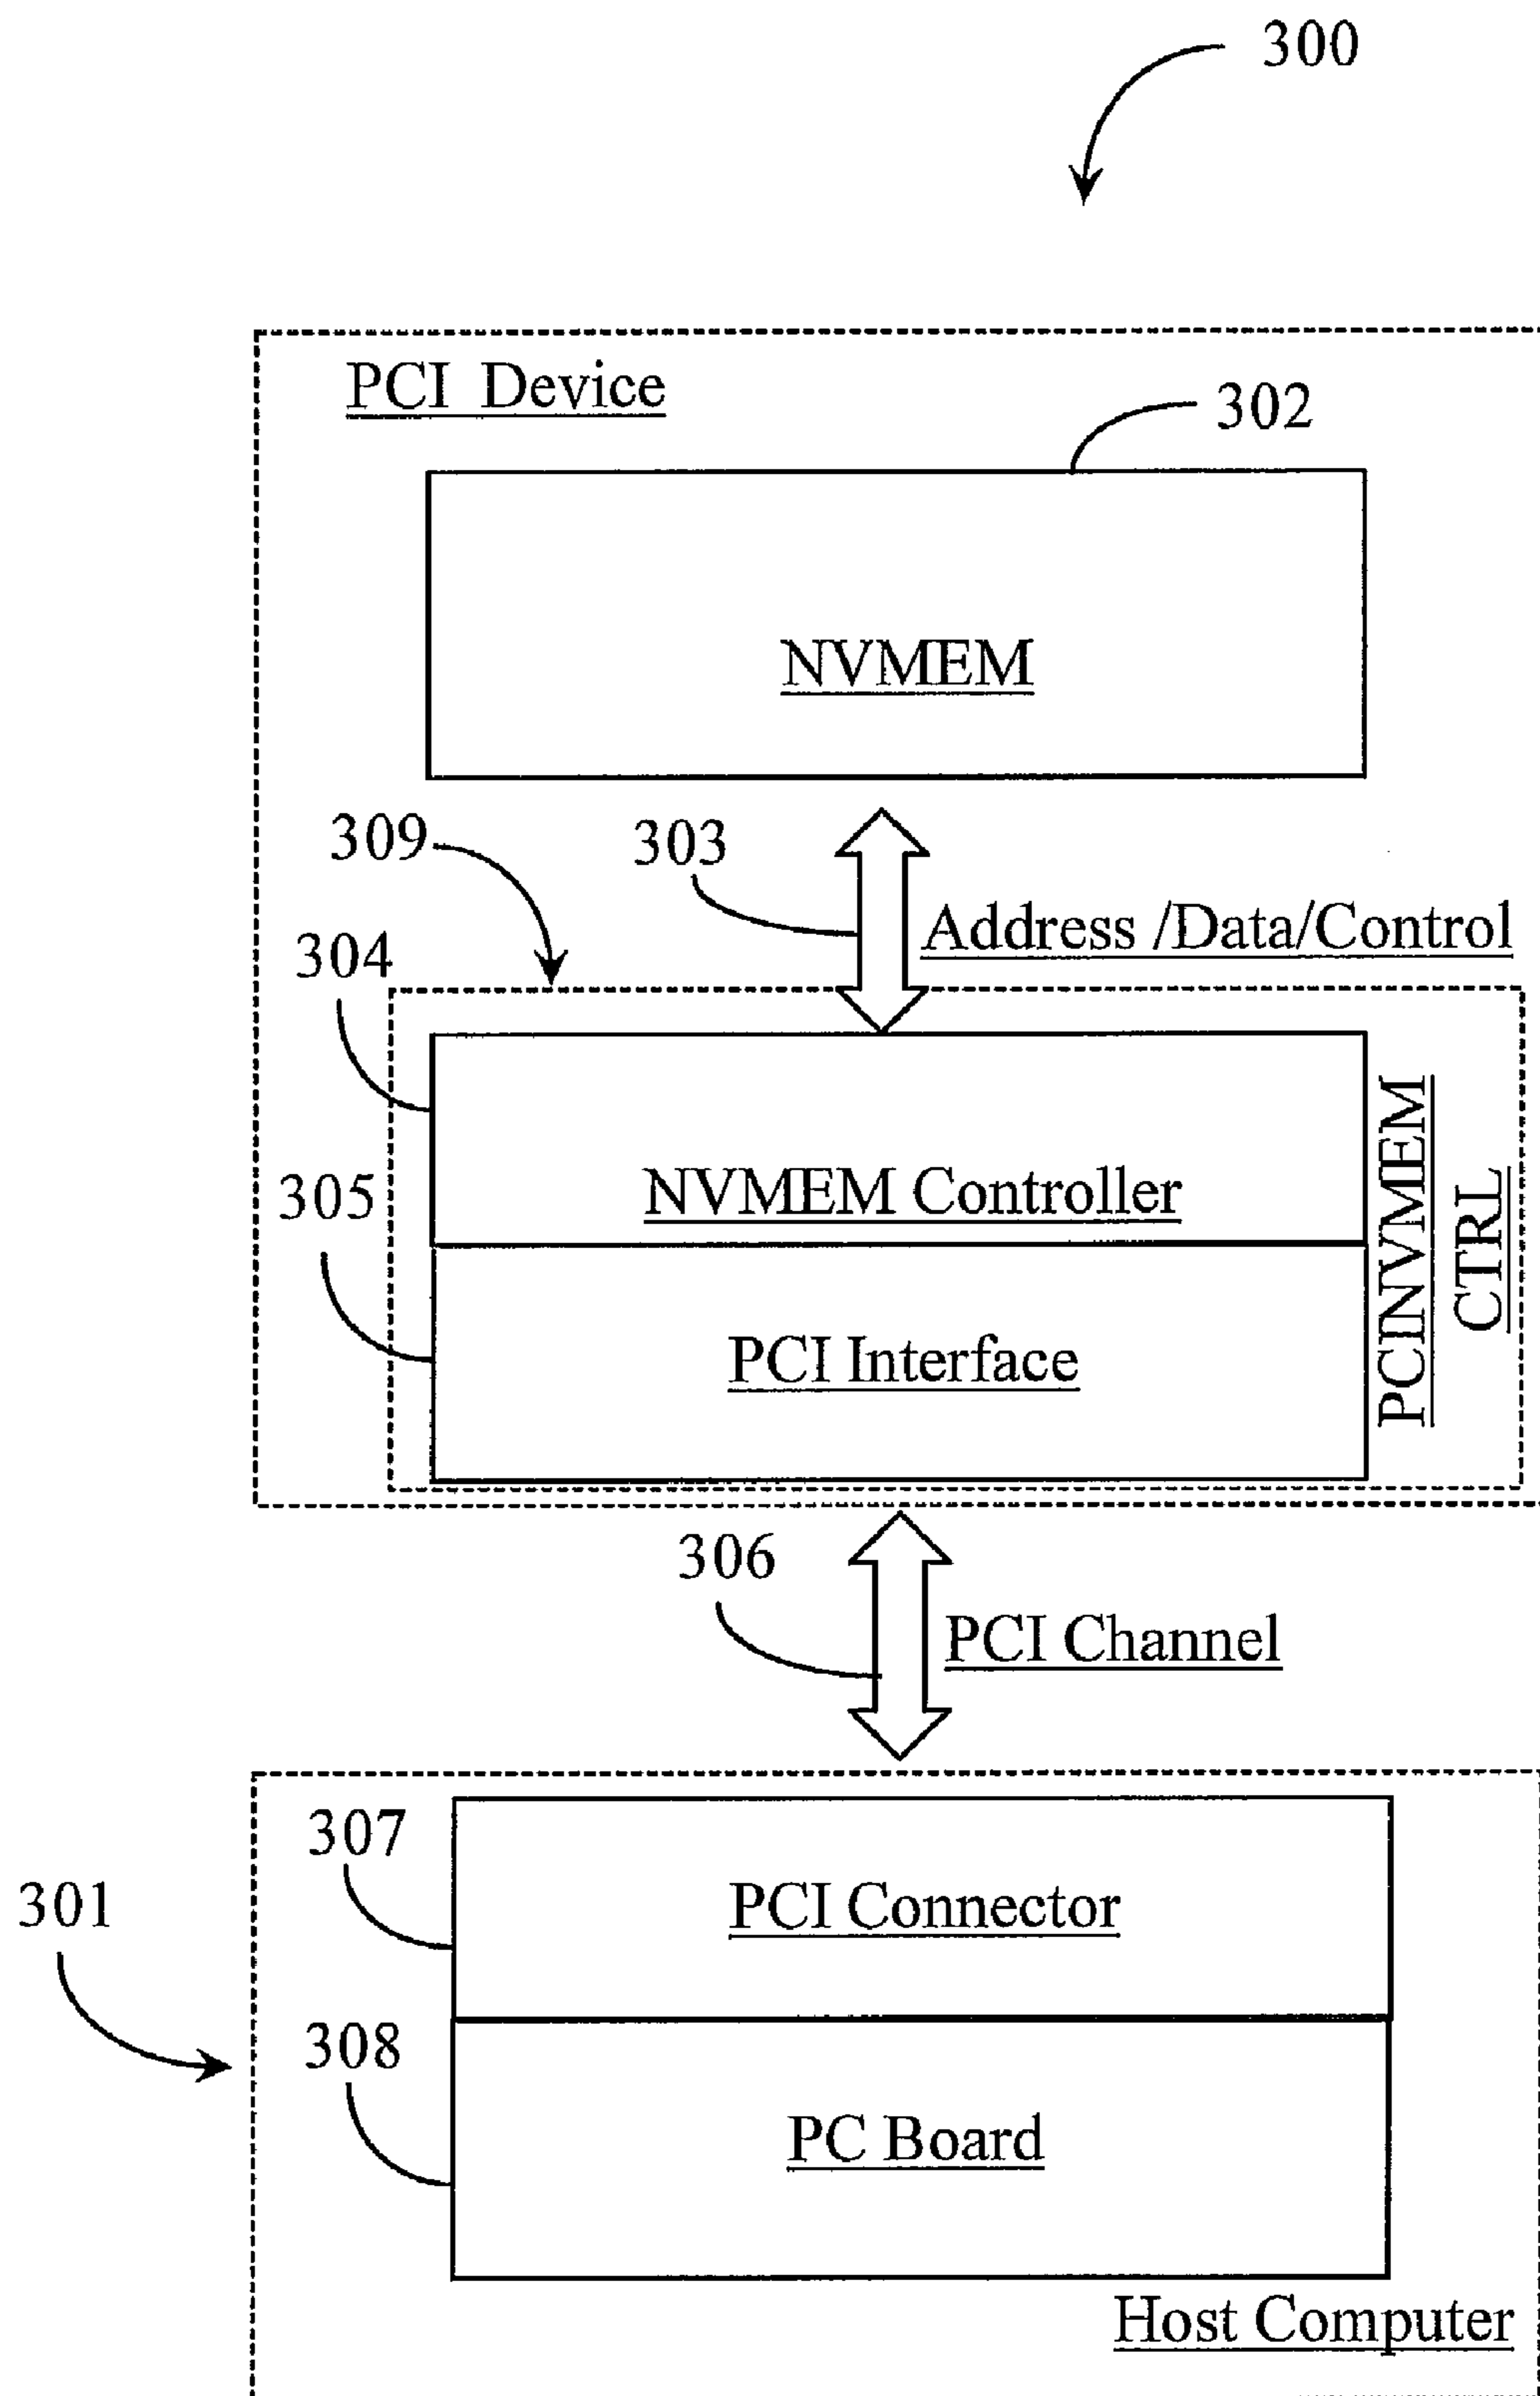 300
PCI Device
302
NVMEM
309
303
Address /Data/Control
304
NVMEM Controller
305
PCI Interface
PCINVMEM
CTRL
306
PCI Channel
307
PCI Connector
301
308
PC Board
Host Computer